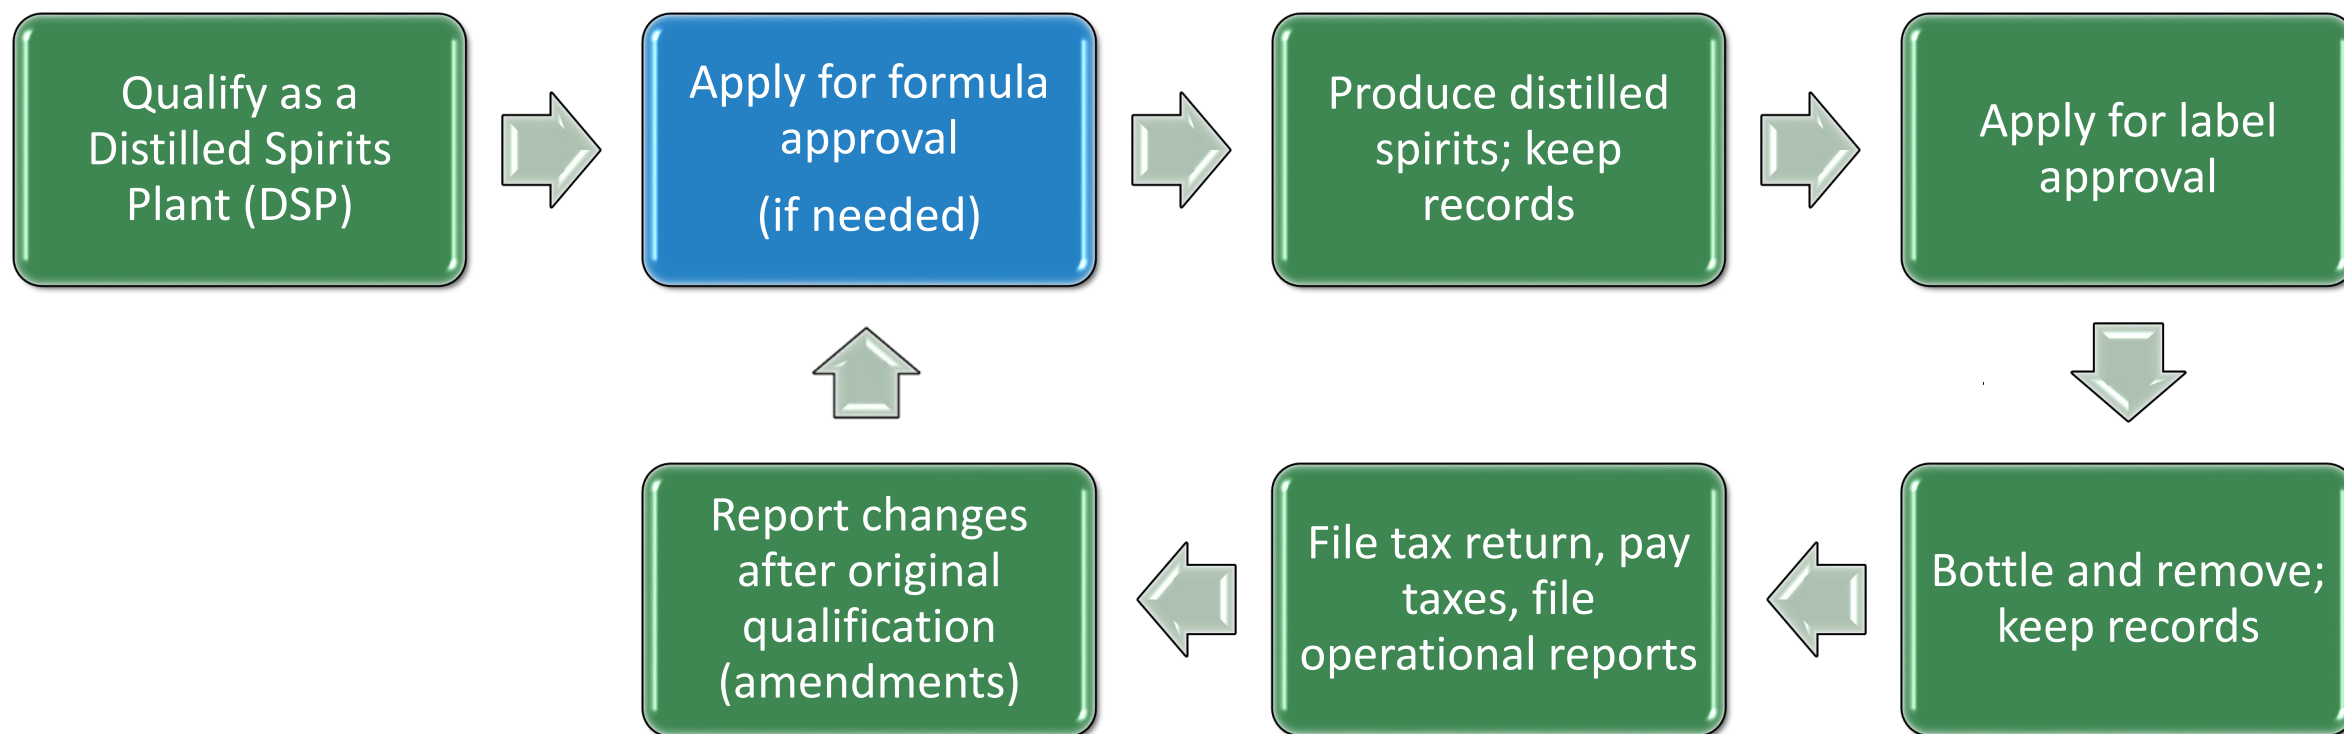 Qualify as a
Distilled Spirits
Plant (DSP)
Apply for formula
approval
(if needed)
Produce distilled
spirits; keep
records
Apply for label
approval
Bottle and remove;
keep records
File tax return, pay
taxes, file
operational reports
Report changes
after original
qualification
(amendments)